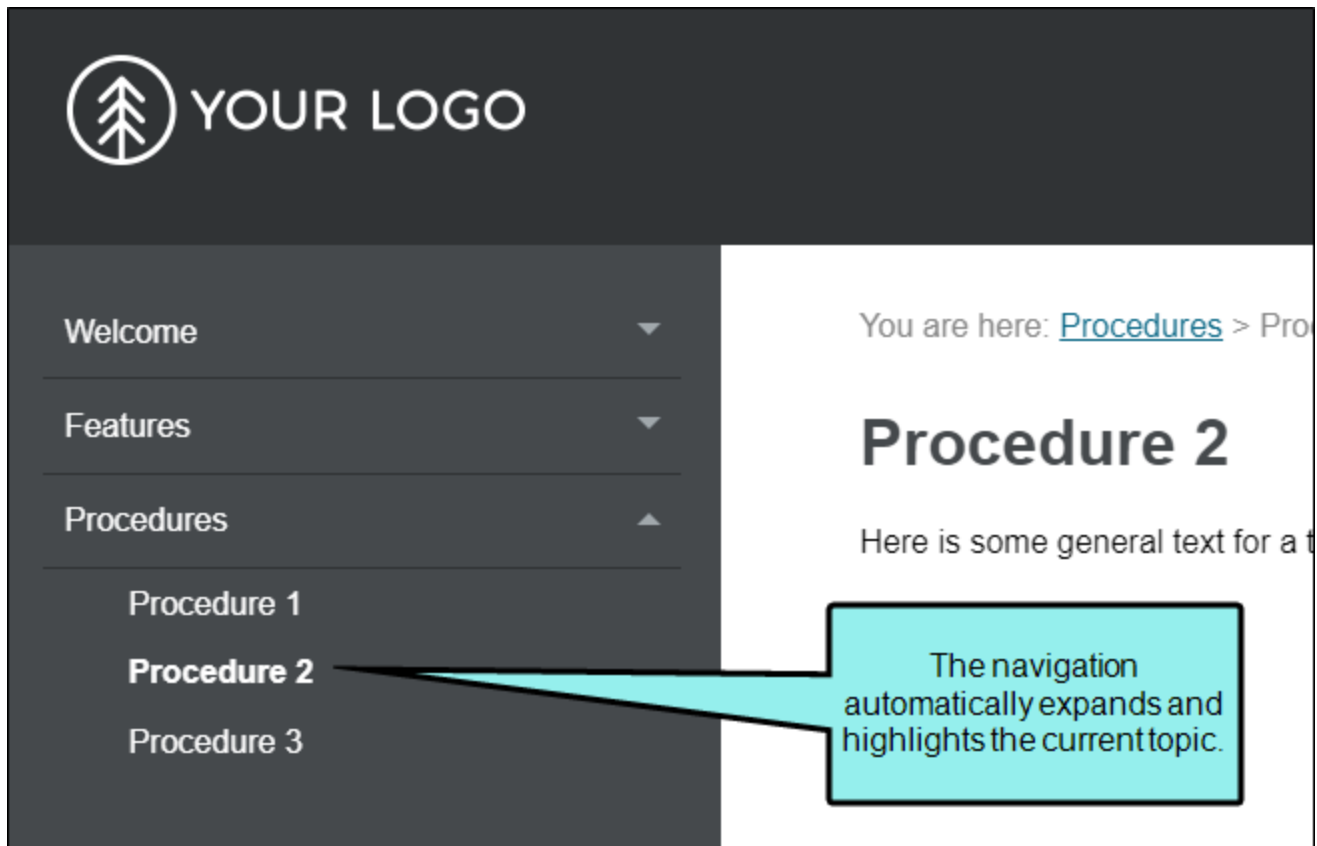 YOUR LOGO
Welcome
Features
Procedures
Procedure 1
Procedure 2
Procedure 3
You are here: Procedures >
Procedure 2
Here is some general text for a
The navigation
automatically expands and
highlights the current topic.